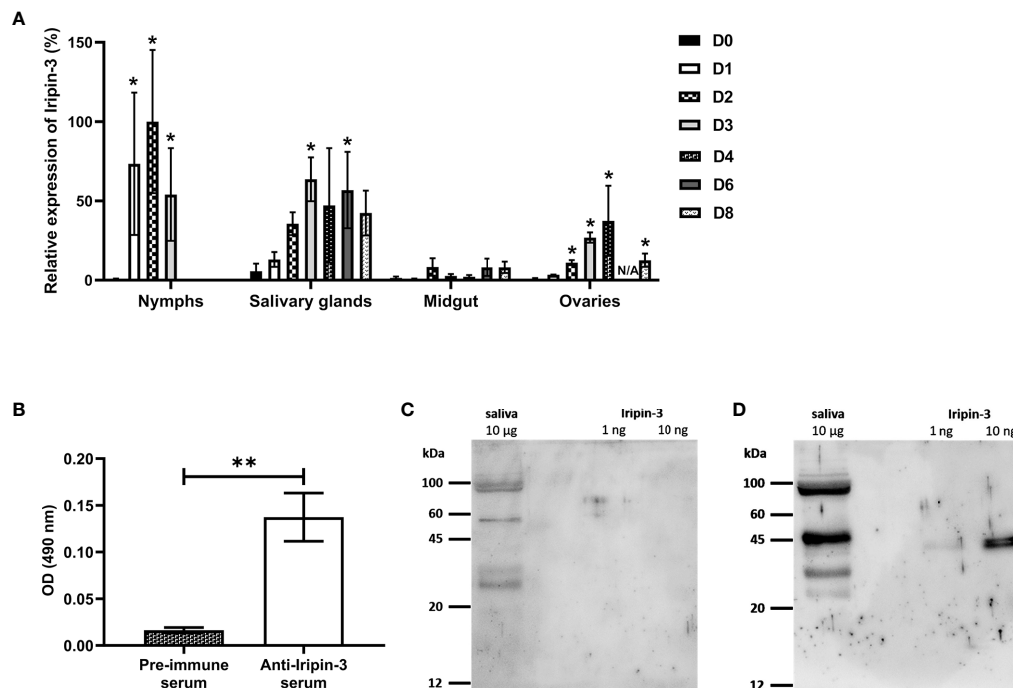 A
Relative expression of Iripin-3 (%)
150
100
50
0
* * *
* *
* * * *
N/A
Nymphs Salivary glands Midgut Ovaries
D0
D1
D2
D3
D4
D6
D8
B
OD (490 nm)
0.20
0.15
0.10
0.05
0.00
**
Pre-immune serum
Anti-Iripin-3 serum
C
saliva Iripin-3
10 µg 1 ng 10 ng
kDa
100
60
45
20
12
D
saliva Iripin-3
10 µg 1 ng 10 ng
kDa
100
60
45
20
12